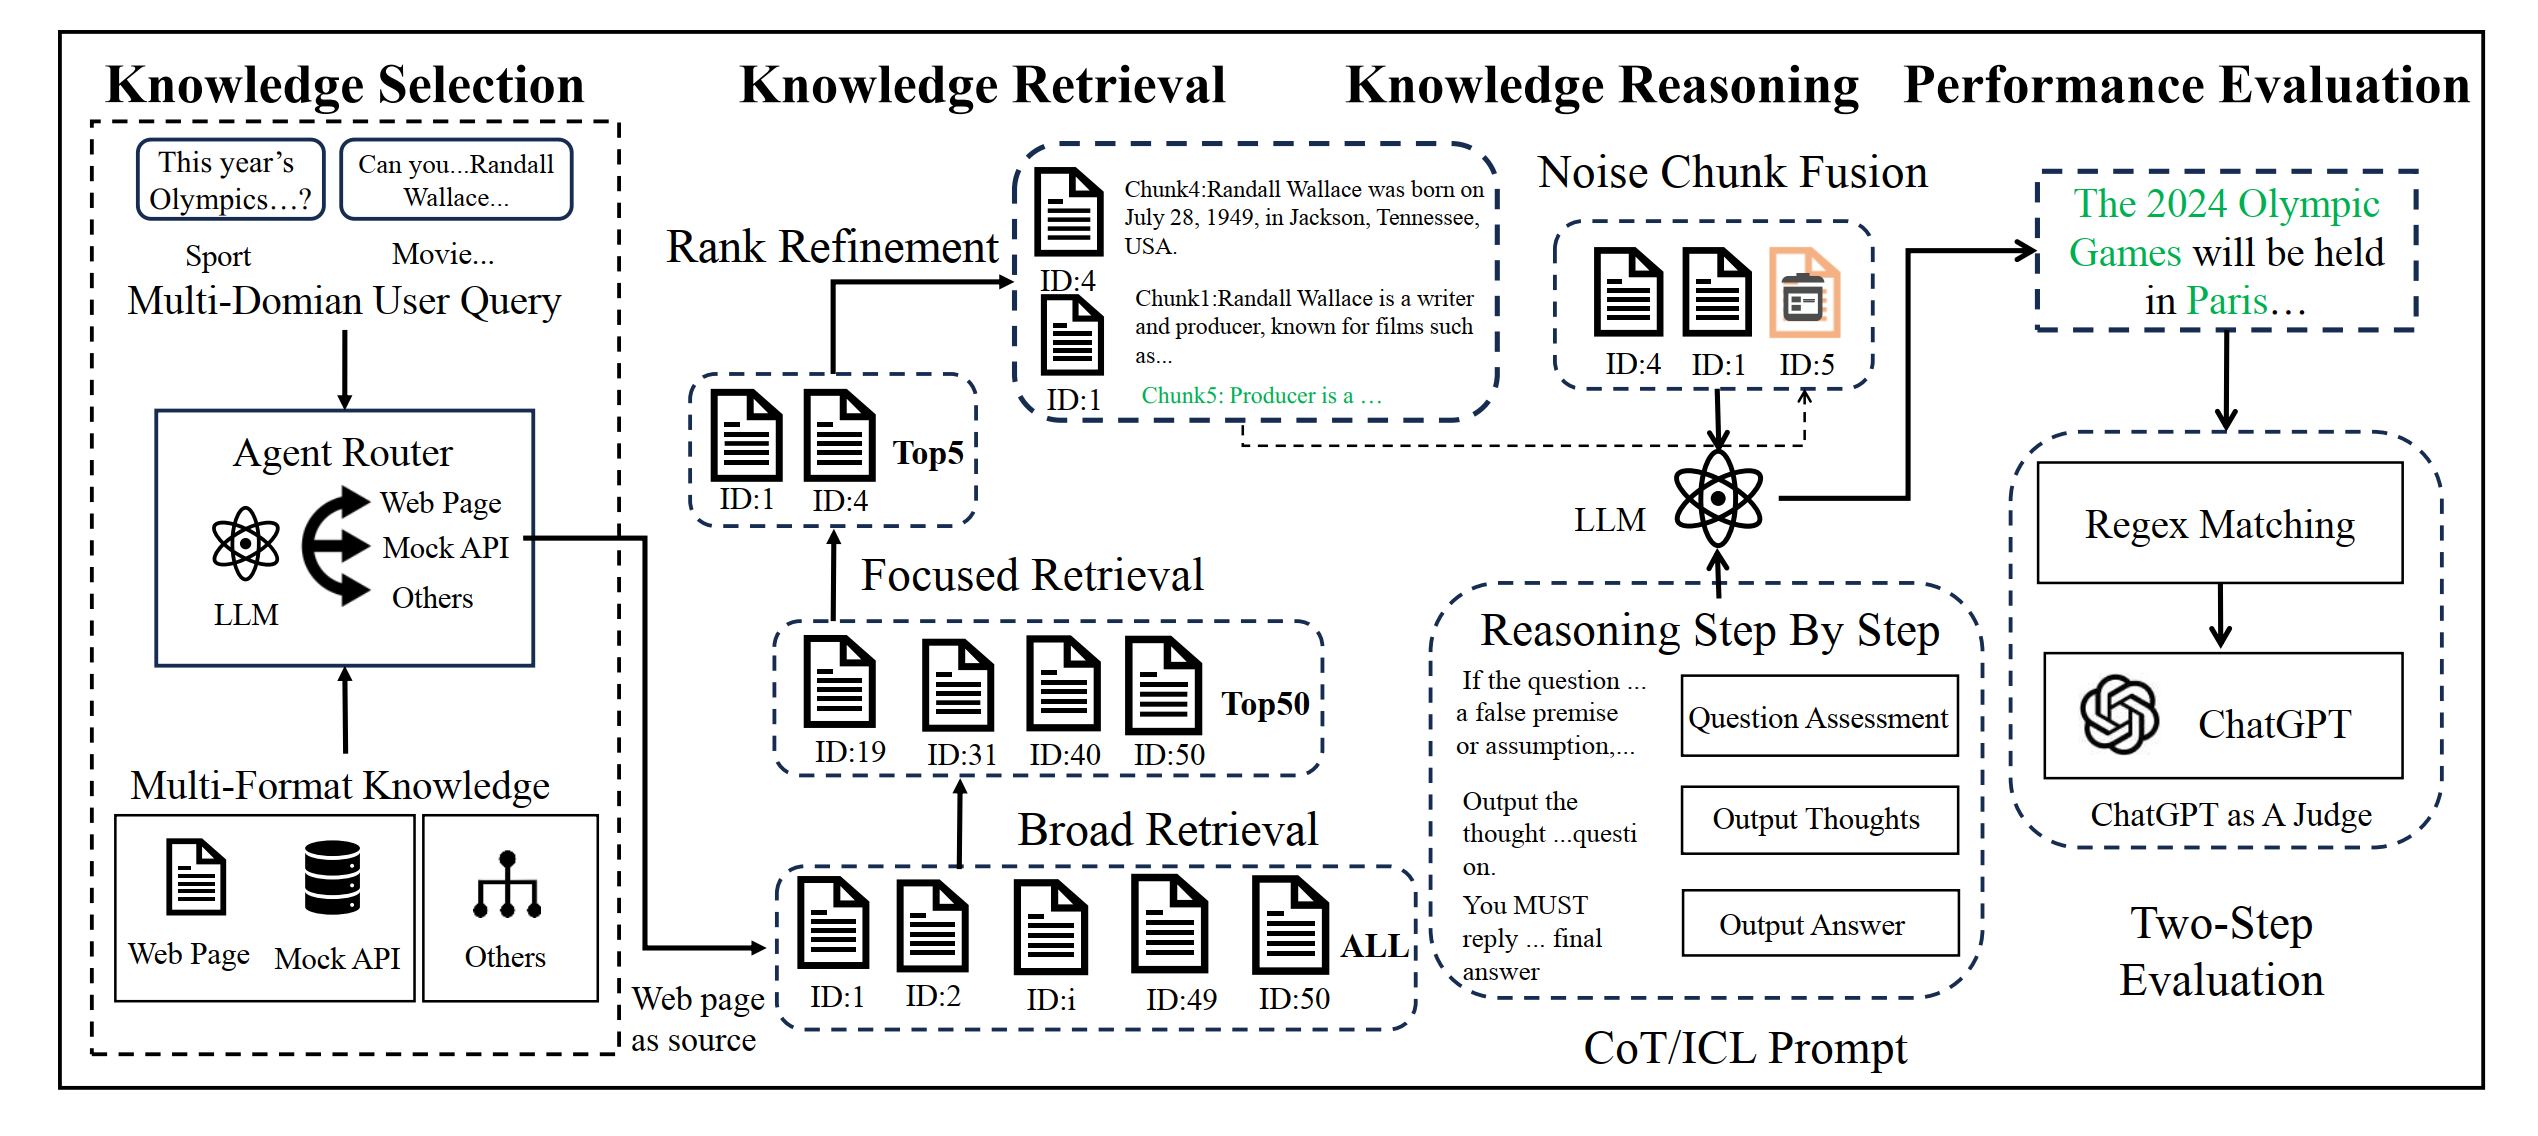 Knowledge Selection
This year's
Olympics…?
Can you...Randall
Wallace...
Sport
Movie...
Multi-Domian User Query
Agent Router
Web Page
Mock API
Others
LLM
Multi-Format Knowledge
Web Page
Mock API
Others
Knowledge Retrieval
Web page
as source
Broad Retrieval
ID:1
ID:2
ID:i
ID:49
ID:50
ALL
Focused Retrieval
ID:19
ID:31
ID:40
ID:50
Top50
ID:1
ID:4
Top5
Rank Refinement
ID:4
Chunk4:Randall Wallace was born on
July 28, 1949, in Jackson, Tennessee,
USA.
ID:1
Chunk1:Randall Wallace is a writer
and producer, known for films such
as...
Chunk5: Producer is a …
Knowledge Reasoning
Noise Chunk Fusion
ID:4
ID:1
ID:5
LLM
Reasoning Step By Step
If the question ...
a false premise
or assumption,...
Question Assessment
Output the
thought ...questi
on.
Output Thoughts
You MUST
reply ... final
answer
Output Answer
CoT/ICL Prompt
Performance Evaluation
The 2024 Olympic
Games will be held
in Paris…
Regex Matching
ChatGPT
ChatGPT as A Judge
Two-Step
Evaluation